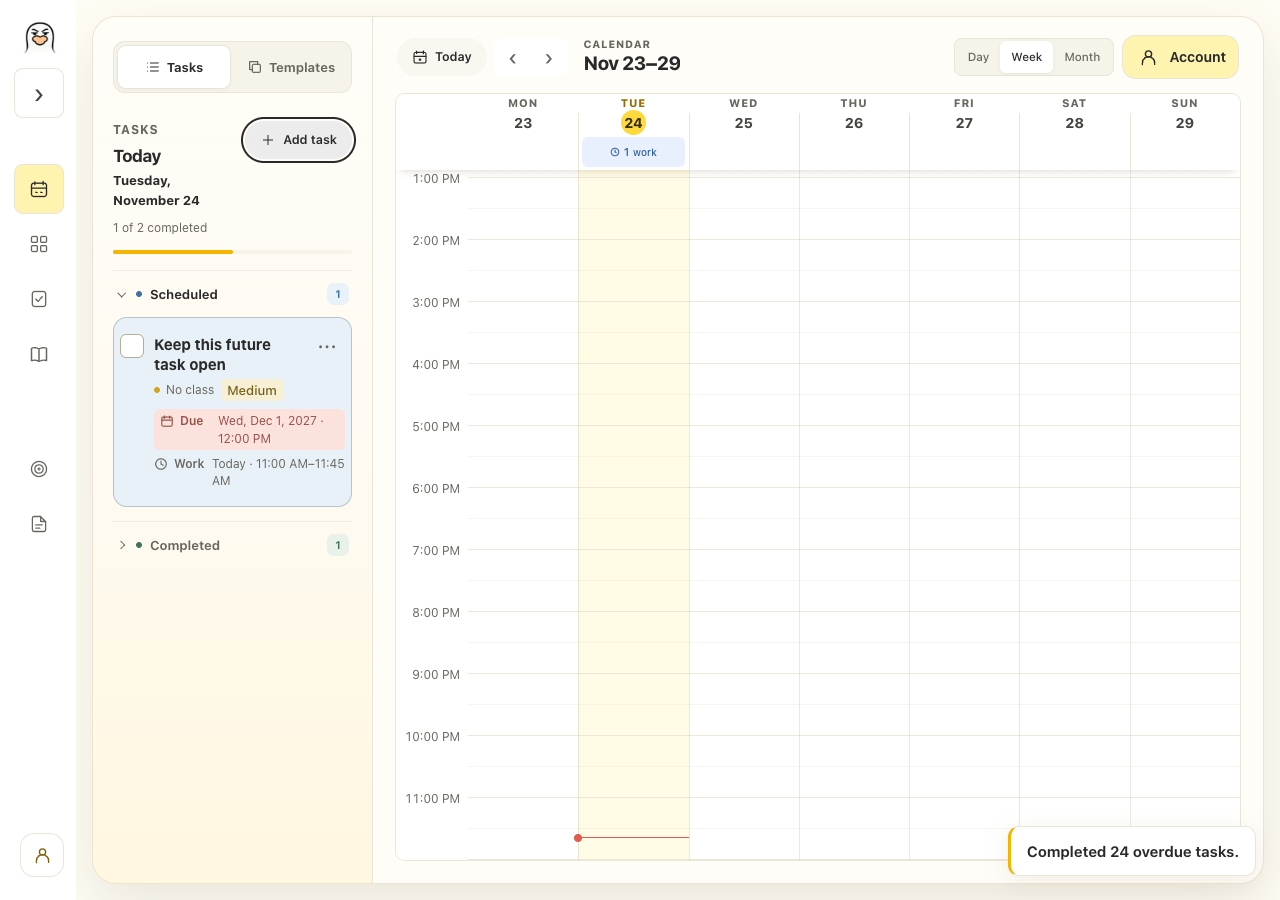 Tasks
Templates
TASKS
Add task
Today
Tuesday,
November 24
1 of 2 completed
Scheduled
1
Keep this future
task open
No class
Medium
Due
Wed, Dec 1, 2027 ·
12:00 PM
Work
Today · 11:00 AM–11:45
AM
Completed
1
Today
CALENDAR
Nov 23–29
Day
Week
Month
Account
MON
23
TUE
24
WED
25
THU
26
FRI
27
SAT
28
SUN
29
1 work
1:00 PM
2:00 PM
3:00 PM
4:00 PM
5:00 PM
6:00 PM
7:00 PM
8:00 PM
9:00 PM
10:00 PM
11:00 PM
Completed 24 overdue tasks.